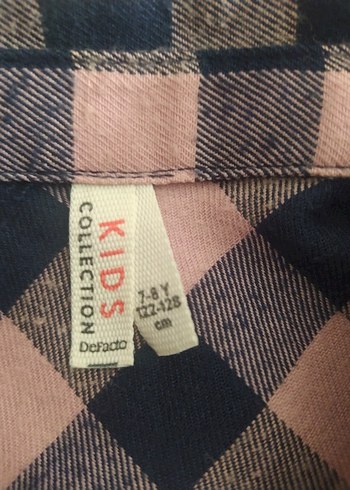 KIDS
COLLECTION
DeFacto
7-8 Y
122-128
cm